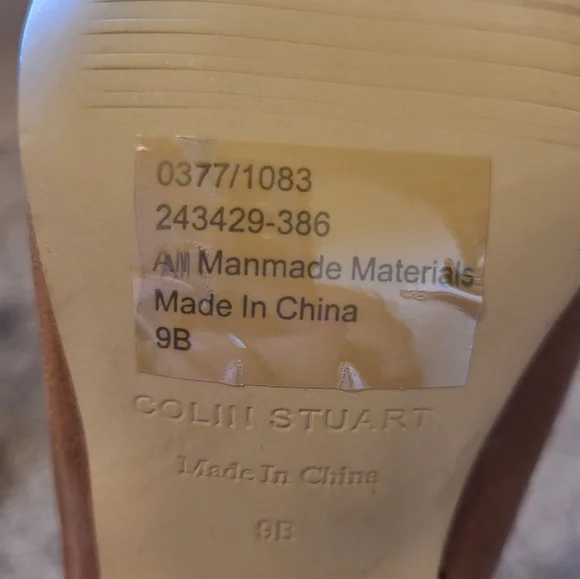 0377/1083
243429-386
All Manmade Materials
Made In China
9B
COLIN STUART
Made In China
9B